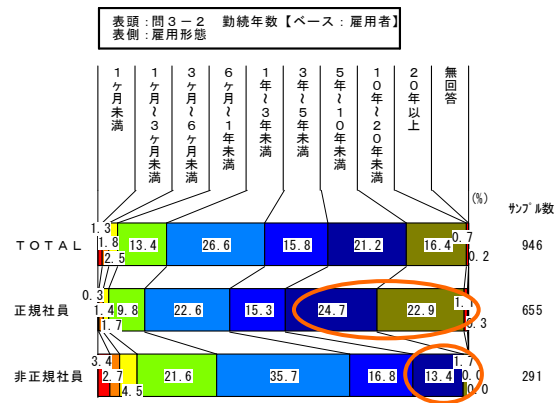 表頭：問３－２　勤続年数【ベース：雇用者】
表側：雇用形態
１ヶ月未満
１ヶ月～３ヶ月未満
３ヶ月～６ヶ月未満
６ヶ月～１年未満
１年～３年未満
３年～５年未満
５年～10年未満
10年～20年未満
20年以上
無回答
(%)
ｻﾝﾌﾟﾙ数
ＴＯＴＡＬ 1.3 1.8 2.5 13.4 26.6 15.8 21.2 16.4 0.7 0.2 946
正規社員 0.3 1.4 1.7 9.8 22.6 15.3 24.7 22.9 1.1 0.3 655
非正規社員 3.4 2.7 4.5 21.6 35.7 16.8 13.4 1.7 0.0 0.0 291